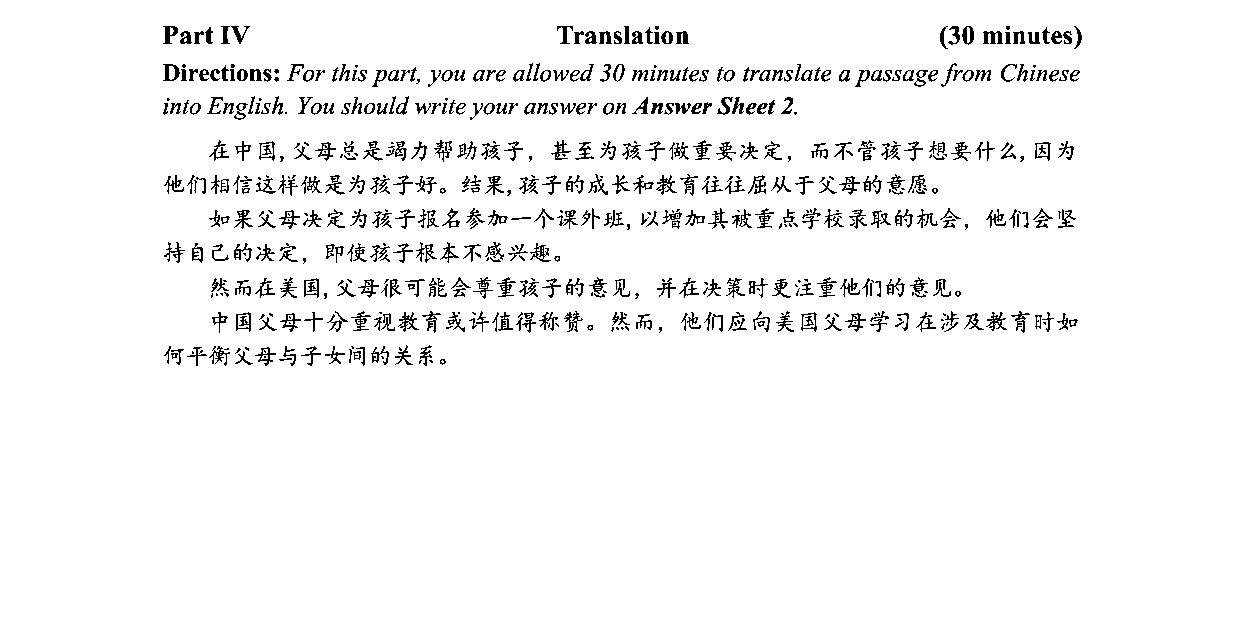 Part IV Translation (30 minutes)
Directions: For this part, you are allowed 30 minutes to translate a passage from Chinese
into English. You should write your answer on Answer Sheet 2.
在中国,父母总是竭力帮助孩子，甚至为孩子做重要决定，而不管孩子想要什么,因为
他们相信这样做是为孩子好。结果,孩子的成长和教育往往屈从于父母的意愿。
如果父母决定为孩子报名参加一个课外班,以增加其被重点学校录取的机会，他们会坚
持自己的决定，即使孩子根本不感兴趣。
然而在美国,父母很可能会尊重孩子的意见，并在决策时更注重他们的意见。
中国父母十分重视教育或许值得称赞。然而，他们应向美国父母学习在涉及教育时如
何平衡父母与子女间的关系。